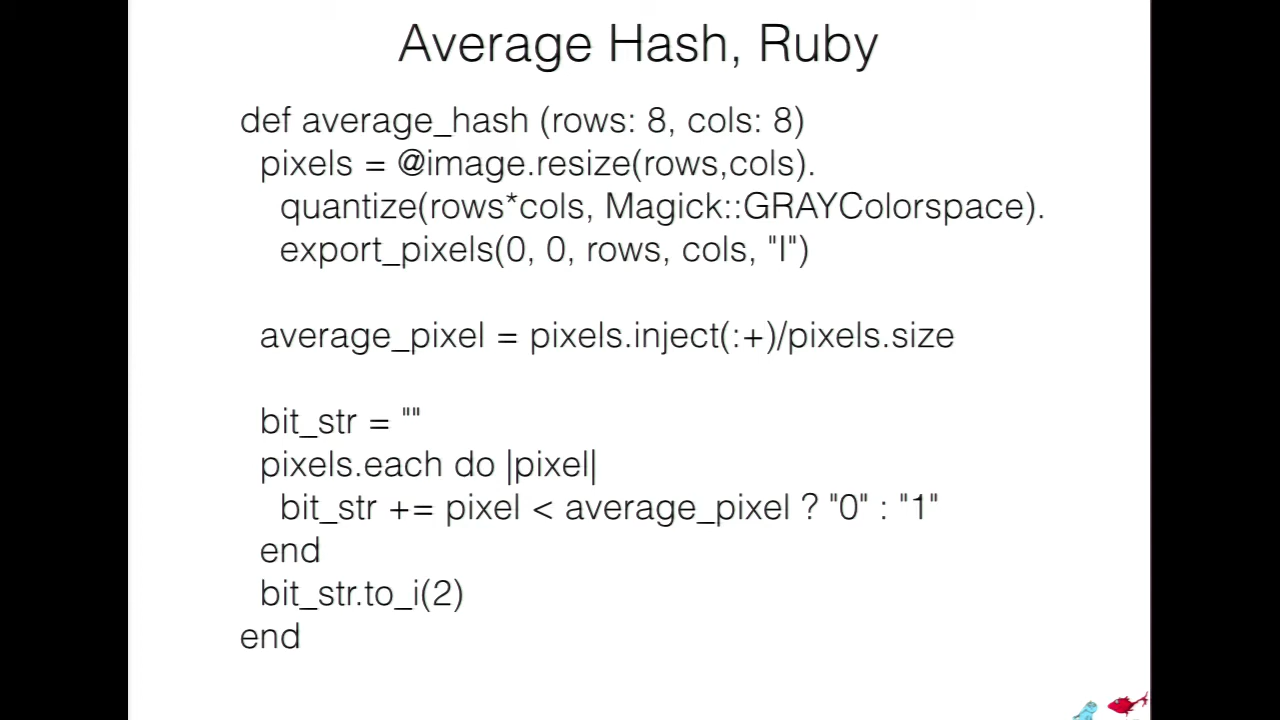 Average Hash, Ruby
def average_hash (rows: 8, cols: 8)
pixels = @image.resize(rows,cols).
quantize(rows*cols, Magick::GRAYColorspace).
export_pixels(0, 0, rows, cols, "I")
average_pixel = pixels.inject(:+)/pixels.size
bit_str = ""
pixels.each do |pixel|
bit_str += pixel < average_pixel ? "0" : "1"
end
bit_str.to_i(2)
end